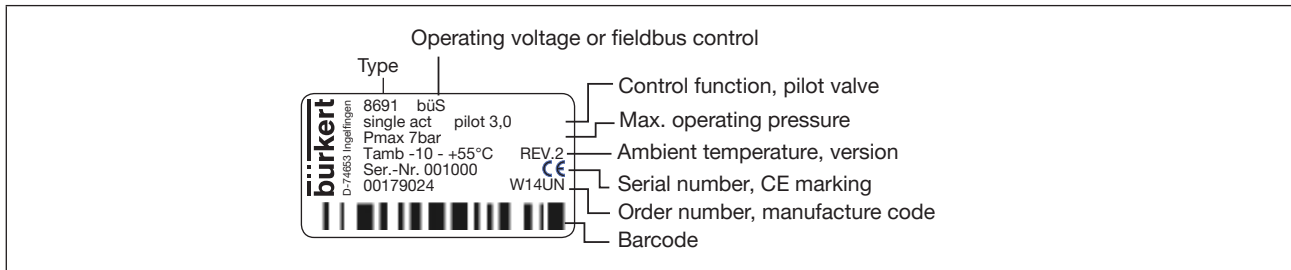 Operating voltage or fieldbus control
Type
bürkert
D-74653 Ingelfingen
8691 büS
single act pilot 3,0
Pmax 7bar
Tamb -10 - +55°C REV.2
Ser.-Nr. 001000 CE
00179024 W14UN
Control function, pilot valve
Max. operating pressure
Ambient temperature, version
Serial number, CE marking
Order number, manufacture code
Barcode